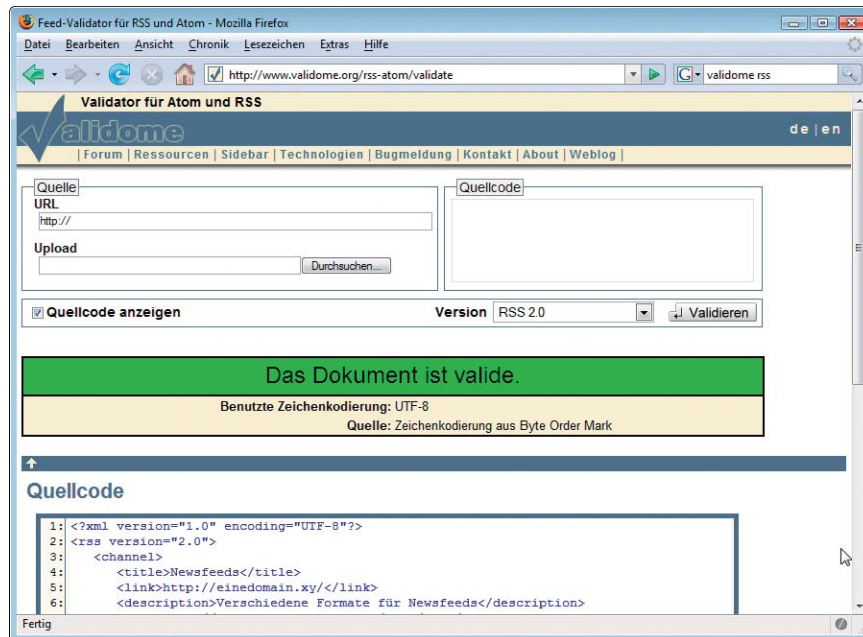 Feed-Validator für RSS und Atom - Mozilla Firefox
Datei Bearbeiten Ansicht Chronik Lesezeichen Extras Hilfe
http://www.validome.org/rss-atom/validate G validome rss
Validator für Atom und RSS
Validome de | en
| Forum | Ressourcen | Sidebar | Technologien | Bugmeldung | Kontakt | About | Weblog |
Quelle Quellcode
URL
http://
Upload
Durchsuchen...
Quellcode anzeigen Version RSS 2.0 Validieren
Das Dokument ist valide.
Benutzte Zeichenkodierung: UTF-8
Quelle: Zeichenkodierung aus Byte Order Mark
Quellcode
1: <?xml version="1.0" encoding="UTF-8"?>
2: <rss version="2.0">
3: <channel>
4: <title>Newsfeeds</title>
5: <link>http://einedomain.xy/</link>
6: <description>Verschiedene Formate für Newsfeeds</description>
Fertig